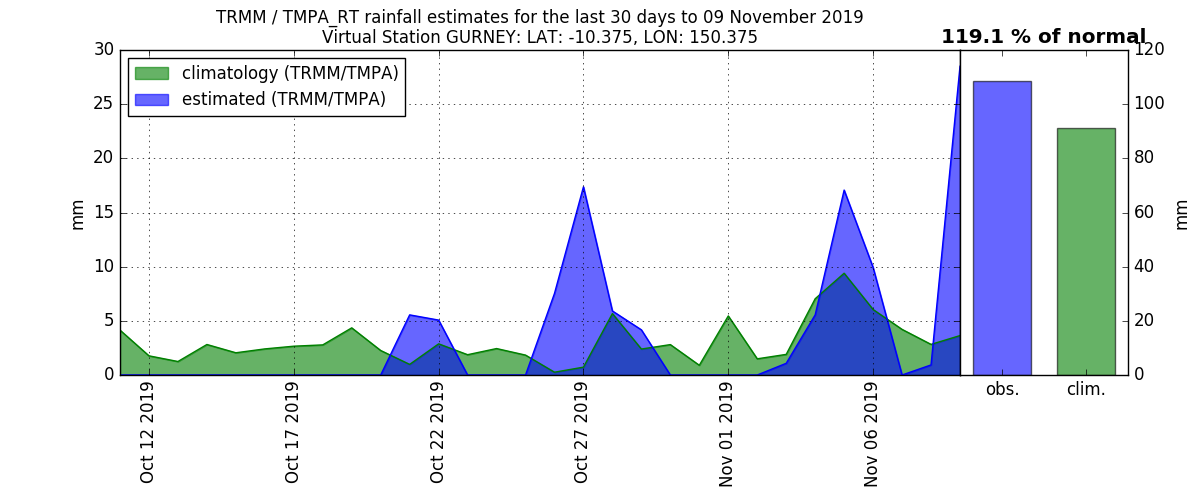 TRMM / TMPA_RT rainfall estimates for the last 30 days to 09 November 2019
Virtual Station GURNEY: LAT: -10.375, LON: 150.375
119.1 % of normal
climatology (TRMM/TMPA)
estimated (TRMM/TMPA)
30
25
20
15
10
5
0
mm
120
100
80
60
40
20
0
mm
Oct 12 2019
Oct 17 2019
Oct 22 2019
Oct 27 2019
Nov 01 2019
Nov 06 2019
obs.
clim.